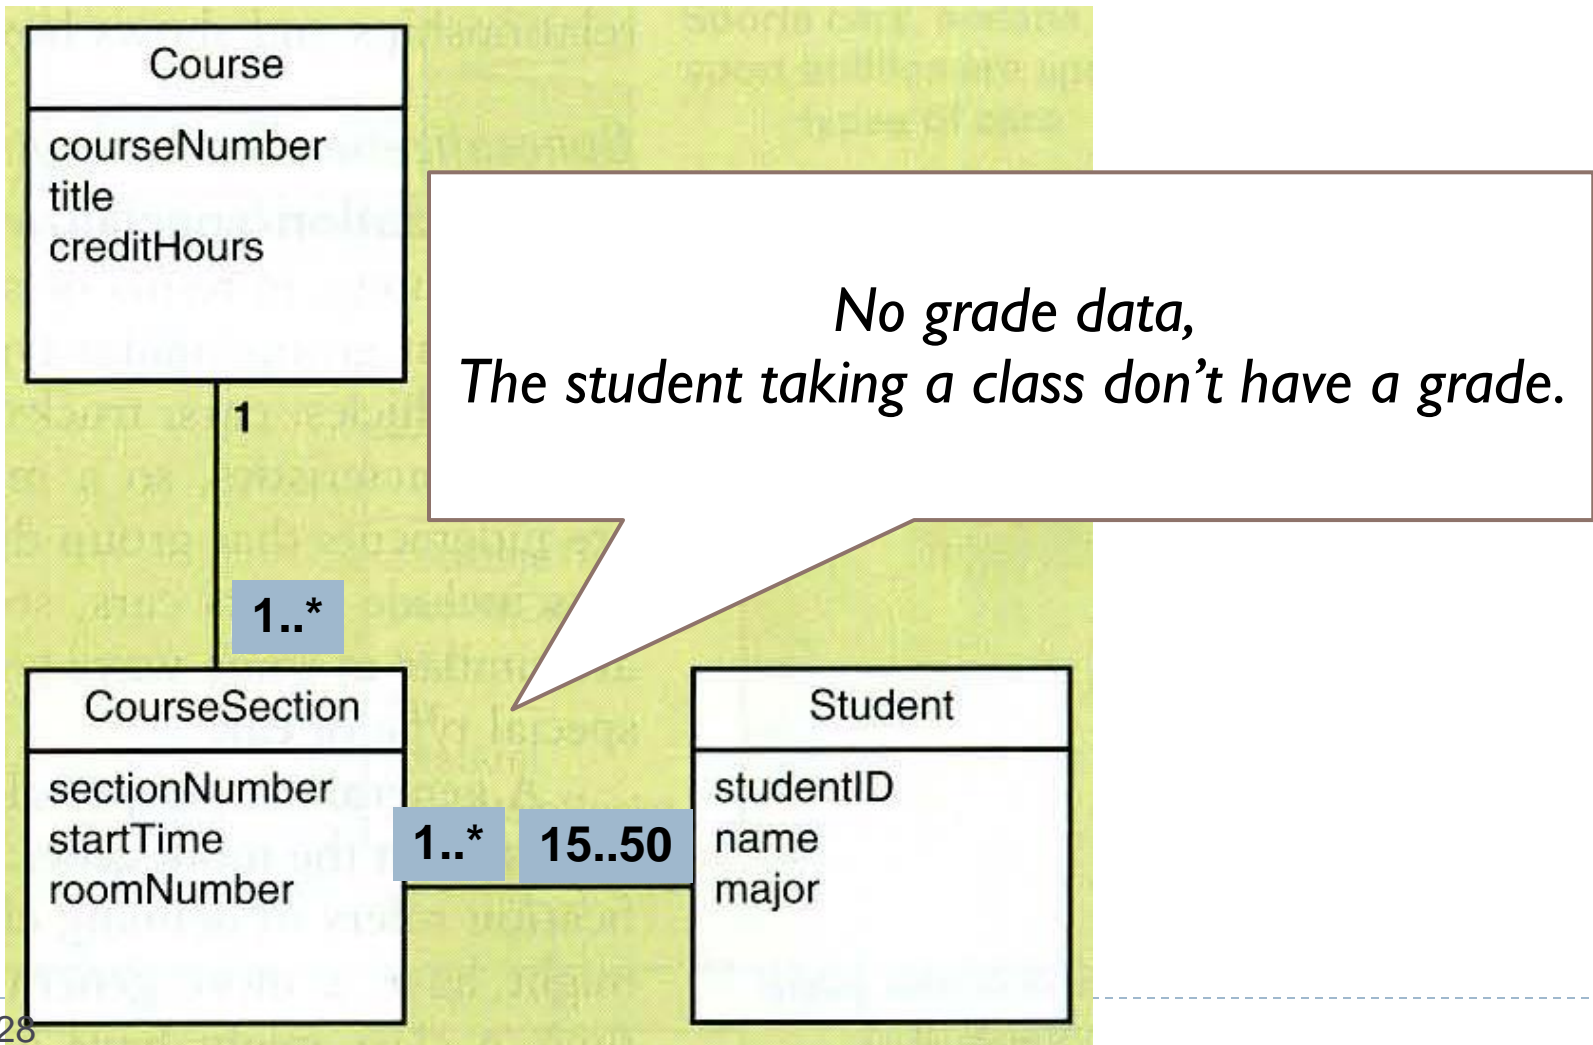 Course
courseNumber
title
creditHours
No grade data,
The student taking a class don’t have a grade.
1
1..*
CourseSection
sectionNumber
startTime
roomNumber
1..*
15..50
Student
studentID
name
major
28